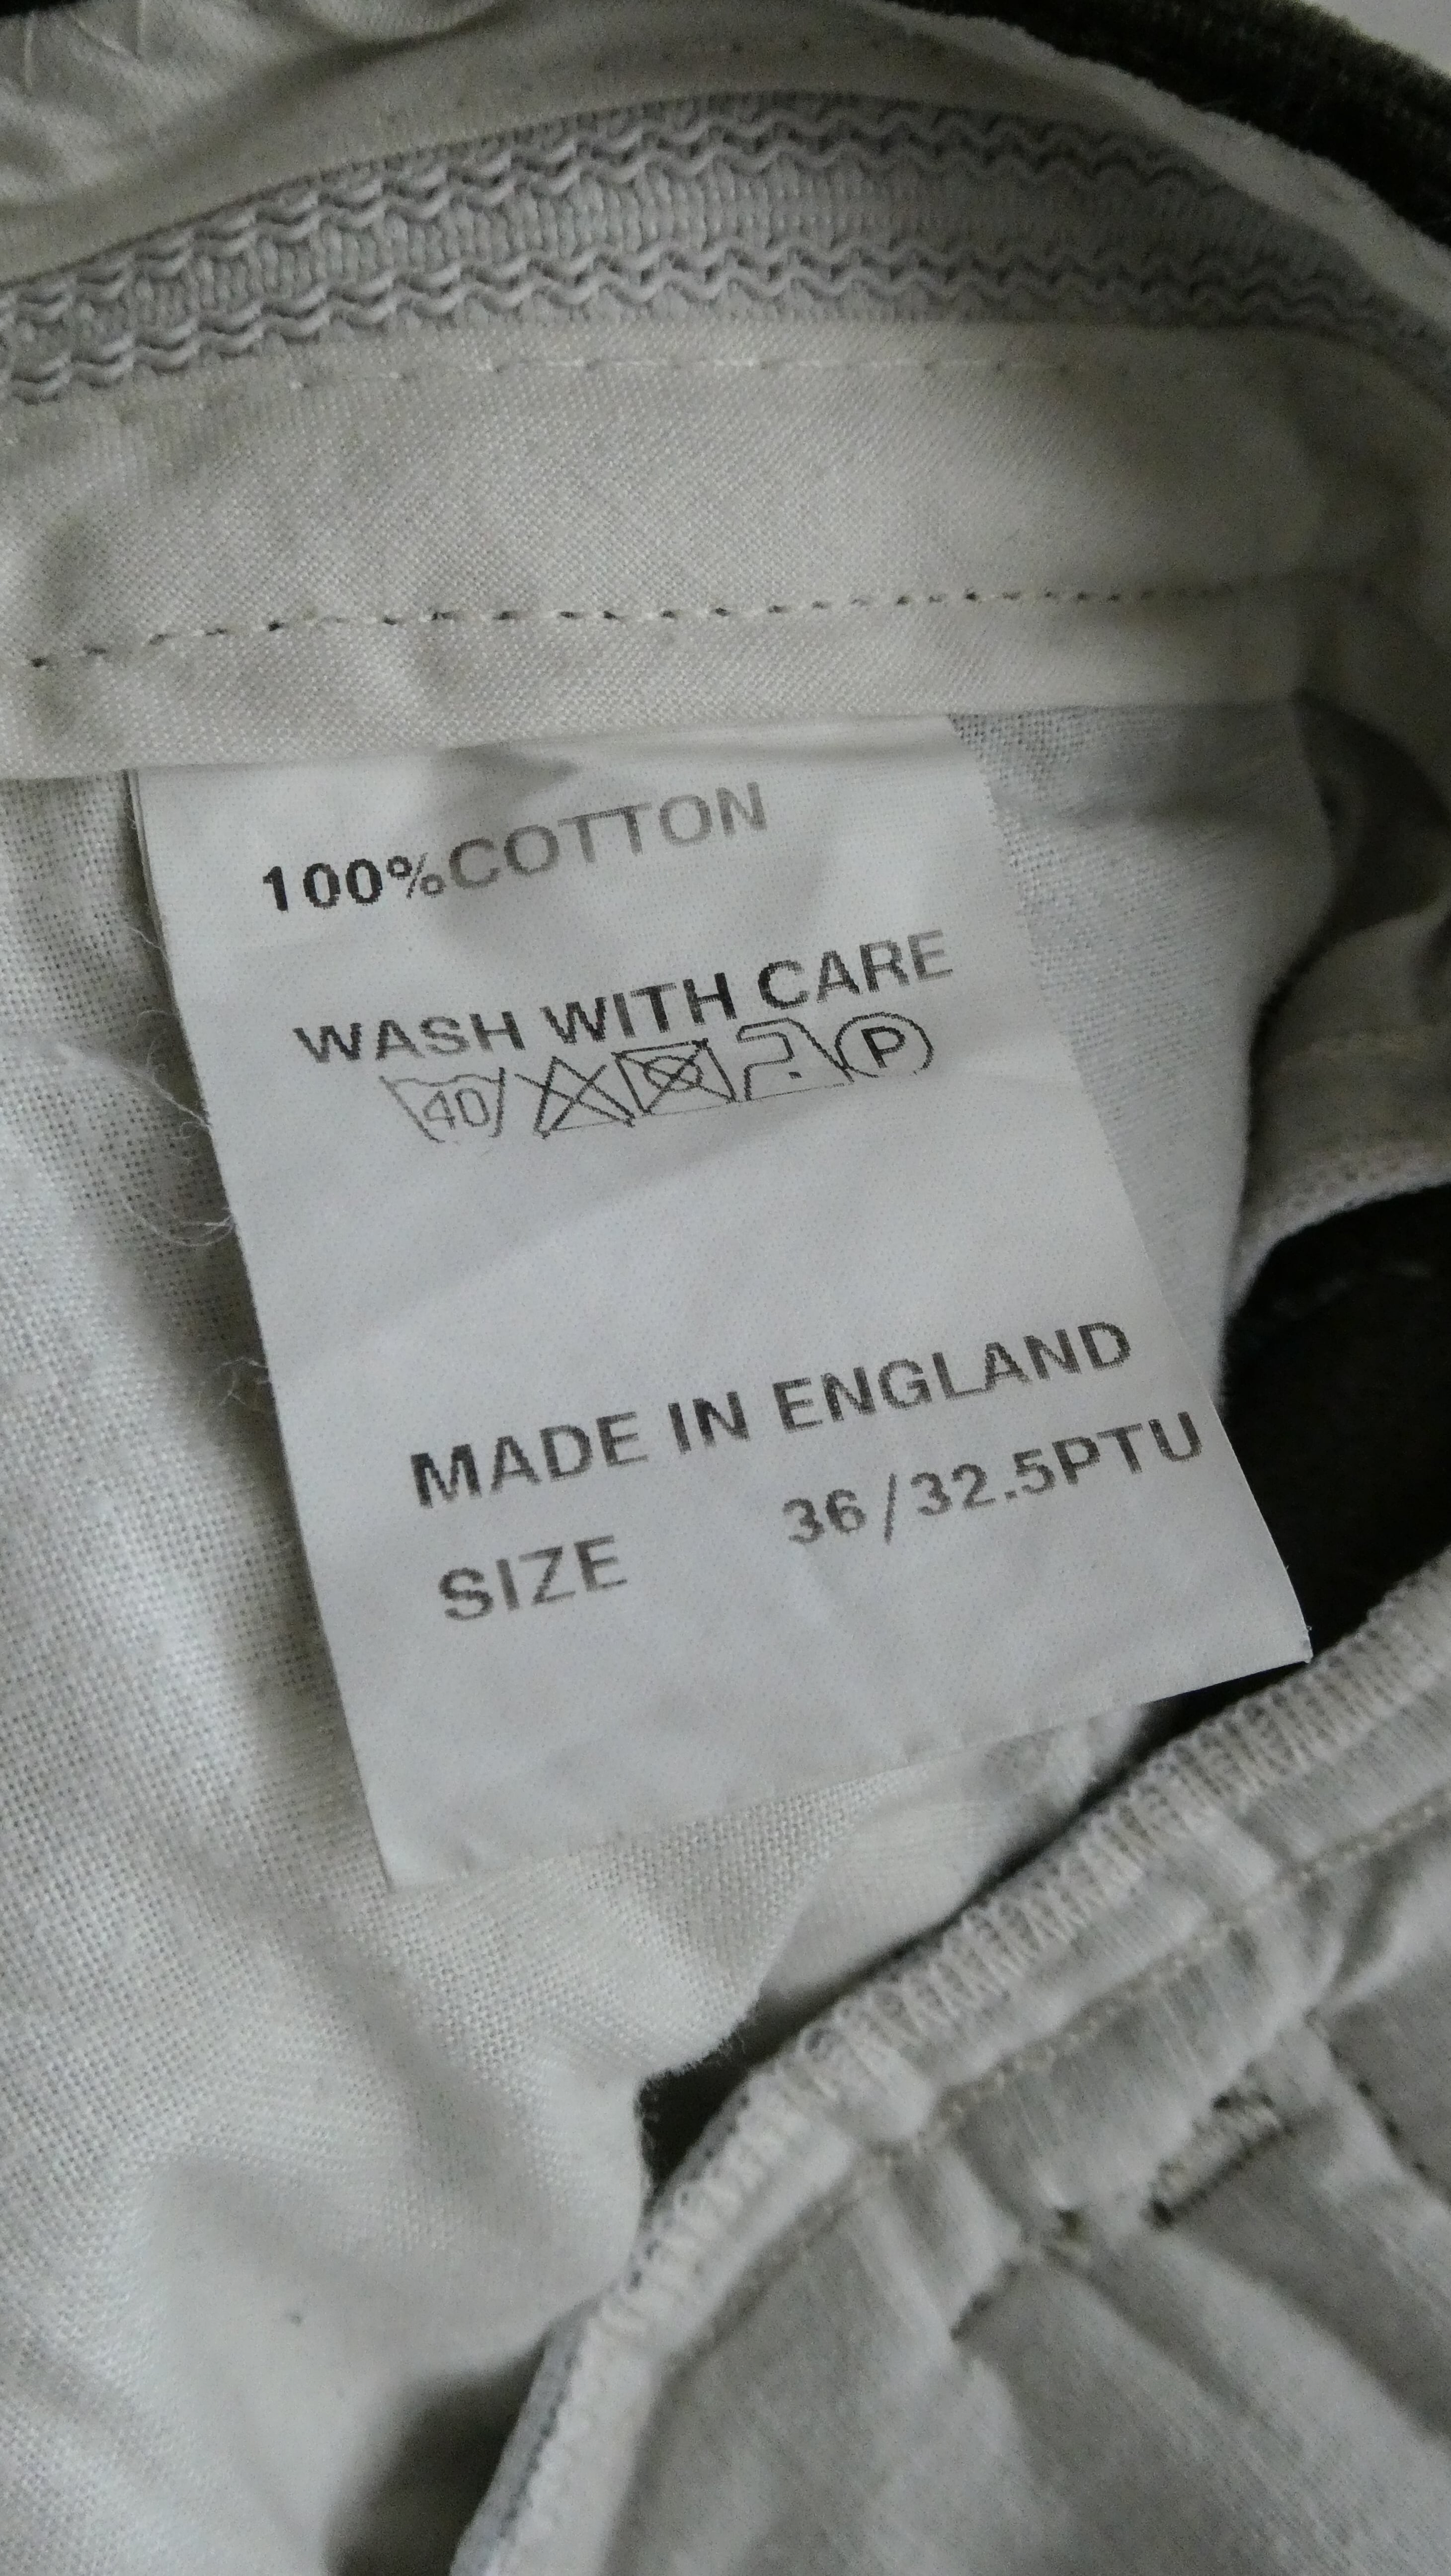 100%COTTON
WASH WITH CARE
40 P
MADE IN ENGLAND
SIZE 36/32.5PTU